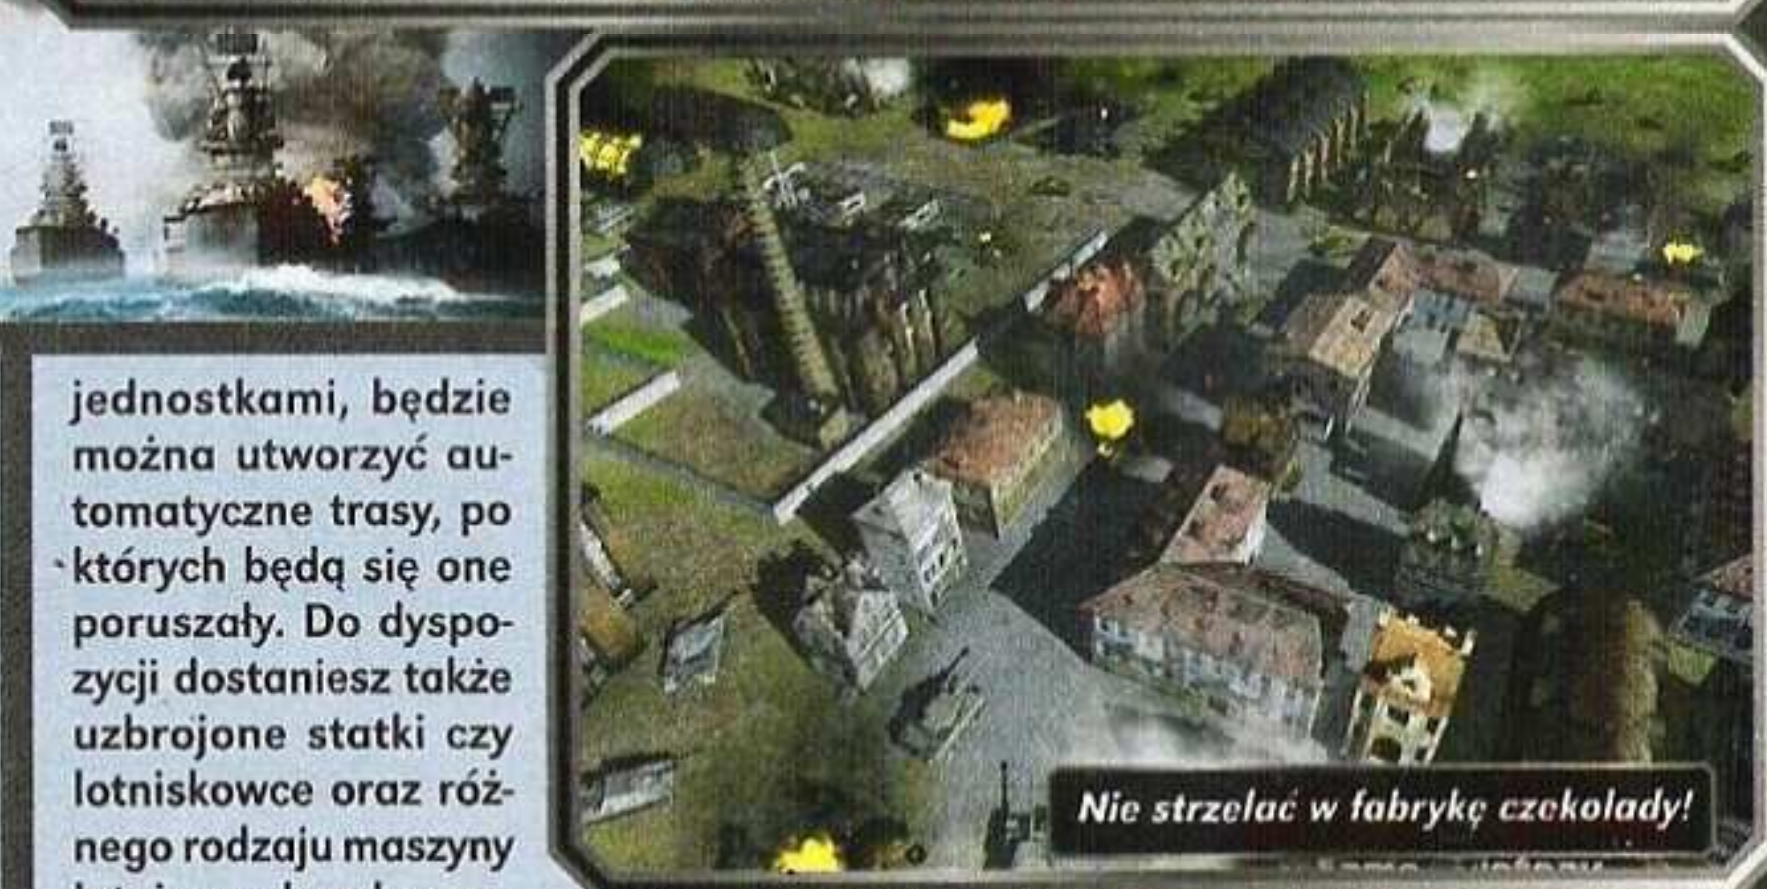 jednostkami, będzie
można utworzyć au-
tomatyczne trasy, po
których będą się one
poruszały. Do dyspo-
zycji dostaniesz także
uzbrojone statki czy
lotniskowce oraz róż-
nego rodzaju maszyny
Nie strzelać w fabrykę czekolady!